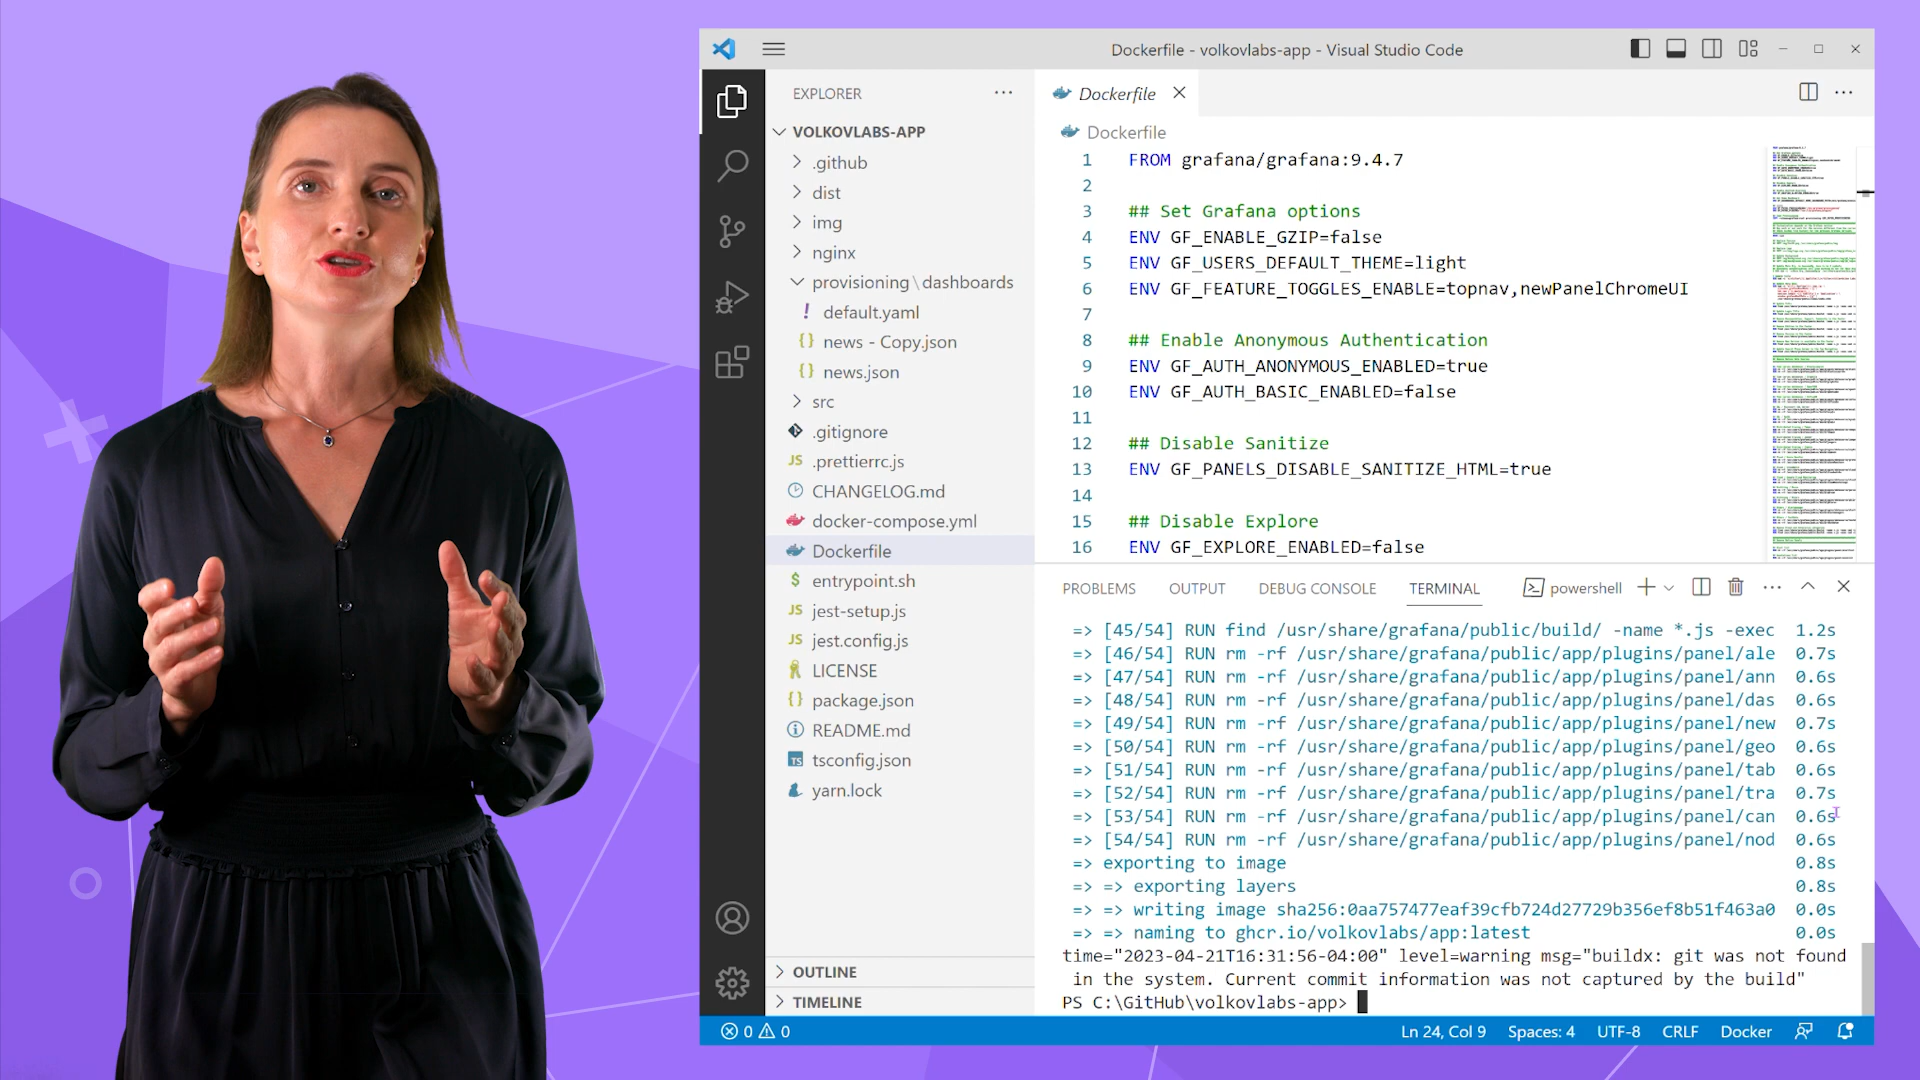 Dockerfile - volkovlabs-app - Visual Studio Code
EXPLORER
VOLKOVLABS-APP
.github
dist
img
nginx
provisioning\dashboards
default.yaml
news - Copy.json
news.json
src
.gitignore
.prettierrc.js
CHANGELOG.md
docker-compose.yml
Dockerfile
entrypoint.sh
jest-setup.js
jest.config.js
LICENSE
package.json
README.md
tsconfig.json
yarn.lock
OUTLINE
TIMELINE
Dockerfile
Dockerfile
1 FROM grafana/grafana:9.4.7
2
3 ## Set Grafana options
4 ENV GF_ENABLE_GZIP=false
5 ENV GF_USERS_DEFAULT_THEME=light
6 ENV GF_FEATURE_TOGGLES_ENABLE=topnav,newPanelChromeUI
7
8 ## Enable Anonymous Authentication
9 ENV GF_AUTH_ANONYMOUS_ENABLED=true
10 ENV GF_AUTH_BASIC_ENABLED=false
11
12 ## Disable Sanitize
13 ENV GF_PANELS_DISABLE_SANITIZE_HTML=true
14
15 ## Disable Explore
16 ENV GF_EXPLORE_ENABLED=false
PROBLEMS OUTPUT DEBUG CONSOLE TERMINAL powershell
=> [45/54] RUN find /usr/share/grafana/public/build/ -name *.js -exec 1.2s
=> [46/54] RUN rm -rf /usr/share/grafana/public/app/plugins/panel/ale 0.7s
=> [47/54] RUN rm -rf /usr/share/grafana/public/app/plugins/panel/ann 0.6s
=> [48/54] RUN rm -rf /usr/share/grafana/public/app/plugins/panel/das 0.6s
=> [49/54] RUN rm -rf /usr/share/grafana/public/app/plugins/panel/new 0.7s
=> [50/54] RUN rm -rf /usr/share/grafana/public/app/plugins/panel/geo 0.6s
=> [51/54] RUN rm -rf /usr/share/grafana/public/app/plugins/panel/tab 0.6s
=> [52/54] RUN rm -rf /usr/share/grafana/public/app/plugins/panel/tra 0.7s
=> [53/54] RUN rm -rf /usr/share/grafana/public/app/plugins/panel/can 0.6s
=> [54/54] RUN rm -rf /usr/share/grafana/public/app/plugins/panel/nod 0.6s
=> exporting to image 0.8s
=> => exporting layers 0.8s
=> => writing image sha256:0aa757477eaf39cfb724d27729b356ef8b51f463a0 0.0s
=> => naming to ghcr.io/volkovlabs/app:latest 0.0s
time="2023-04-21T16:31:56-04:00" level=warning msg="buildx: git was not found
in the system. Current commit information was not captured by the build"
PS C:\GitHub\volkovlabs-app>
0 0 Ln 24, Col 9 Spaces: 4 UTF-8 CRLF Docker